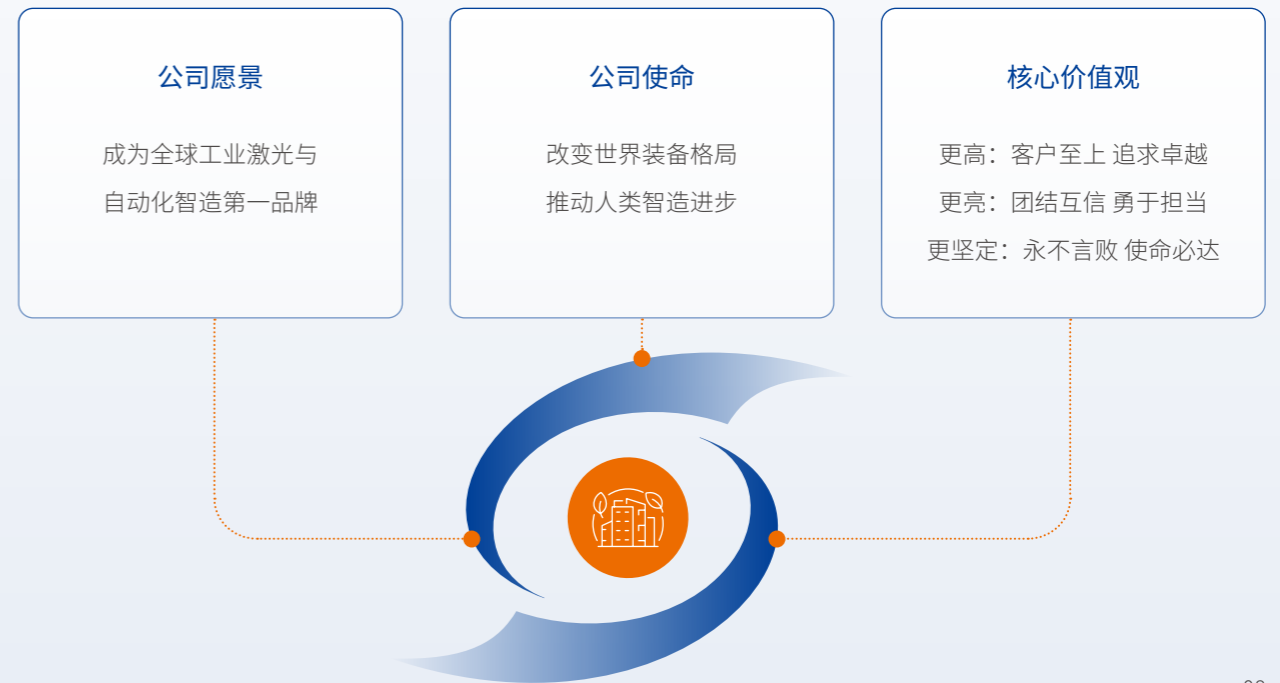 公司愿景
成为全球工业激光与
自动化智造第一品牌
公司使命
改变世界装备格局
推动人类智造进步
核心价值观
更高：客户至上 追求卓越
更亮：团结互信 勇于担当
更坚定：永不言败 使命必达